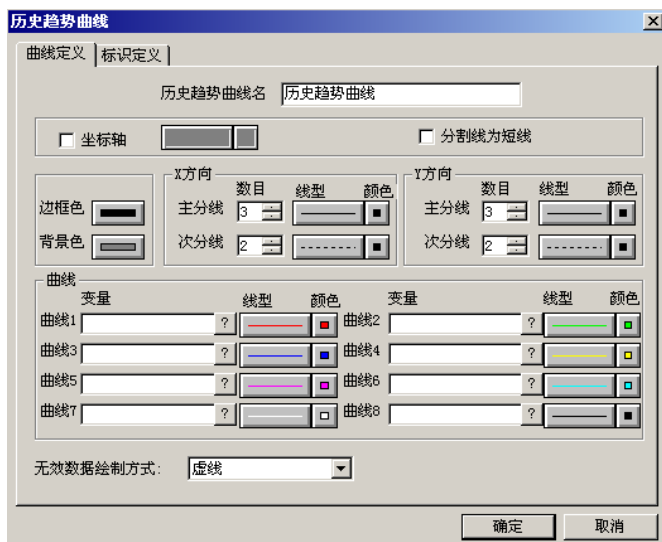 历史趋势曲线
曲线定义 标识定义
历史趋势曲线名 历史趋势曲线
坐标轴 分割线为短线
X方向 Y方向
数目 线型 颜色 数目 线型 颜色
边框色 主分线 3 主分线 3
背景色 次分线 2 次分线 2
曲线
变量 线型 颜色 变量 线型 颜色
曲线1 ? 曲线2 ?
曲线3 ? 曲线4 ?
曲线5 ? 曲线6 ?
曲线7 ? 曲线8 ?
无效数据绘制方式: 虚线
确定 取消